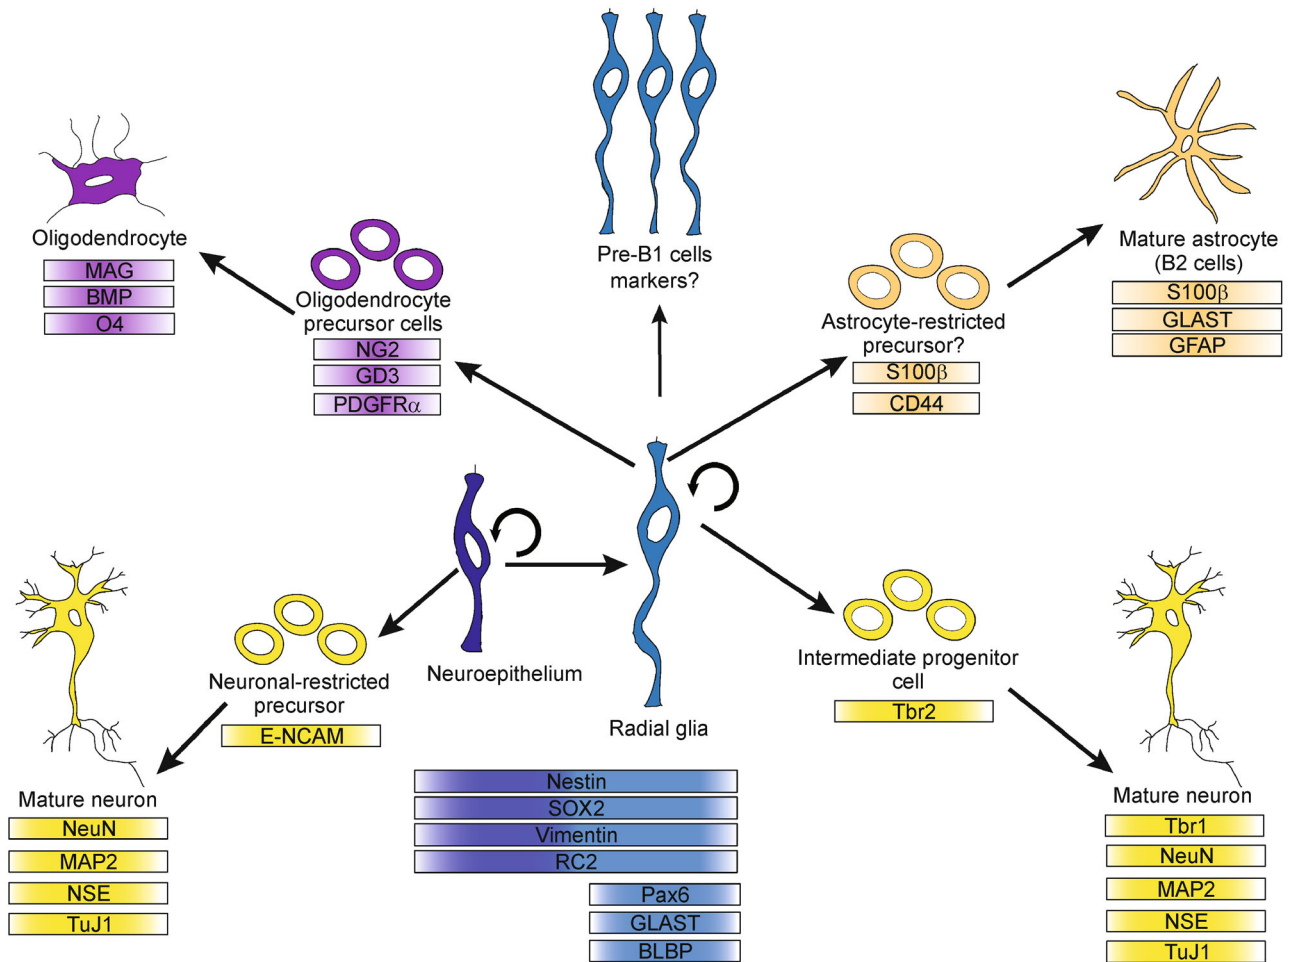 Pre-B1 cells
markers?
Oligodendrocyte
MAG
BMP
O4
Oligodendrocyte
precursor cells
NG2
GD3
PDGFRα
Astrocyte-restricted
precursor?
S100β
CD44
Mature astrocyte
(B2 cells)
S100β
GLAST
GFAP
Neuroepithelium
Radial glia
Nestin
SOX2
Vimentin
RC2
Pax6
GLAST
BLBP
Neuronal-restricted
precursor
E-NCAM
Mature neuron
NeuN
MAP2
NSE
TuJ1
Intermediate progenitor
cell
Tbr2
Mature neuron
Tbr1
NeuN
MAP2
NSE
TuJ1